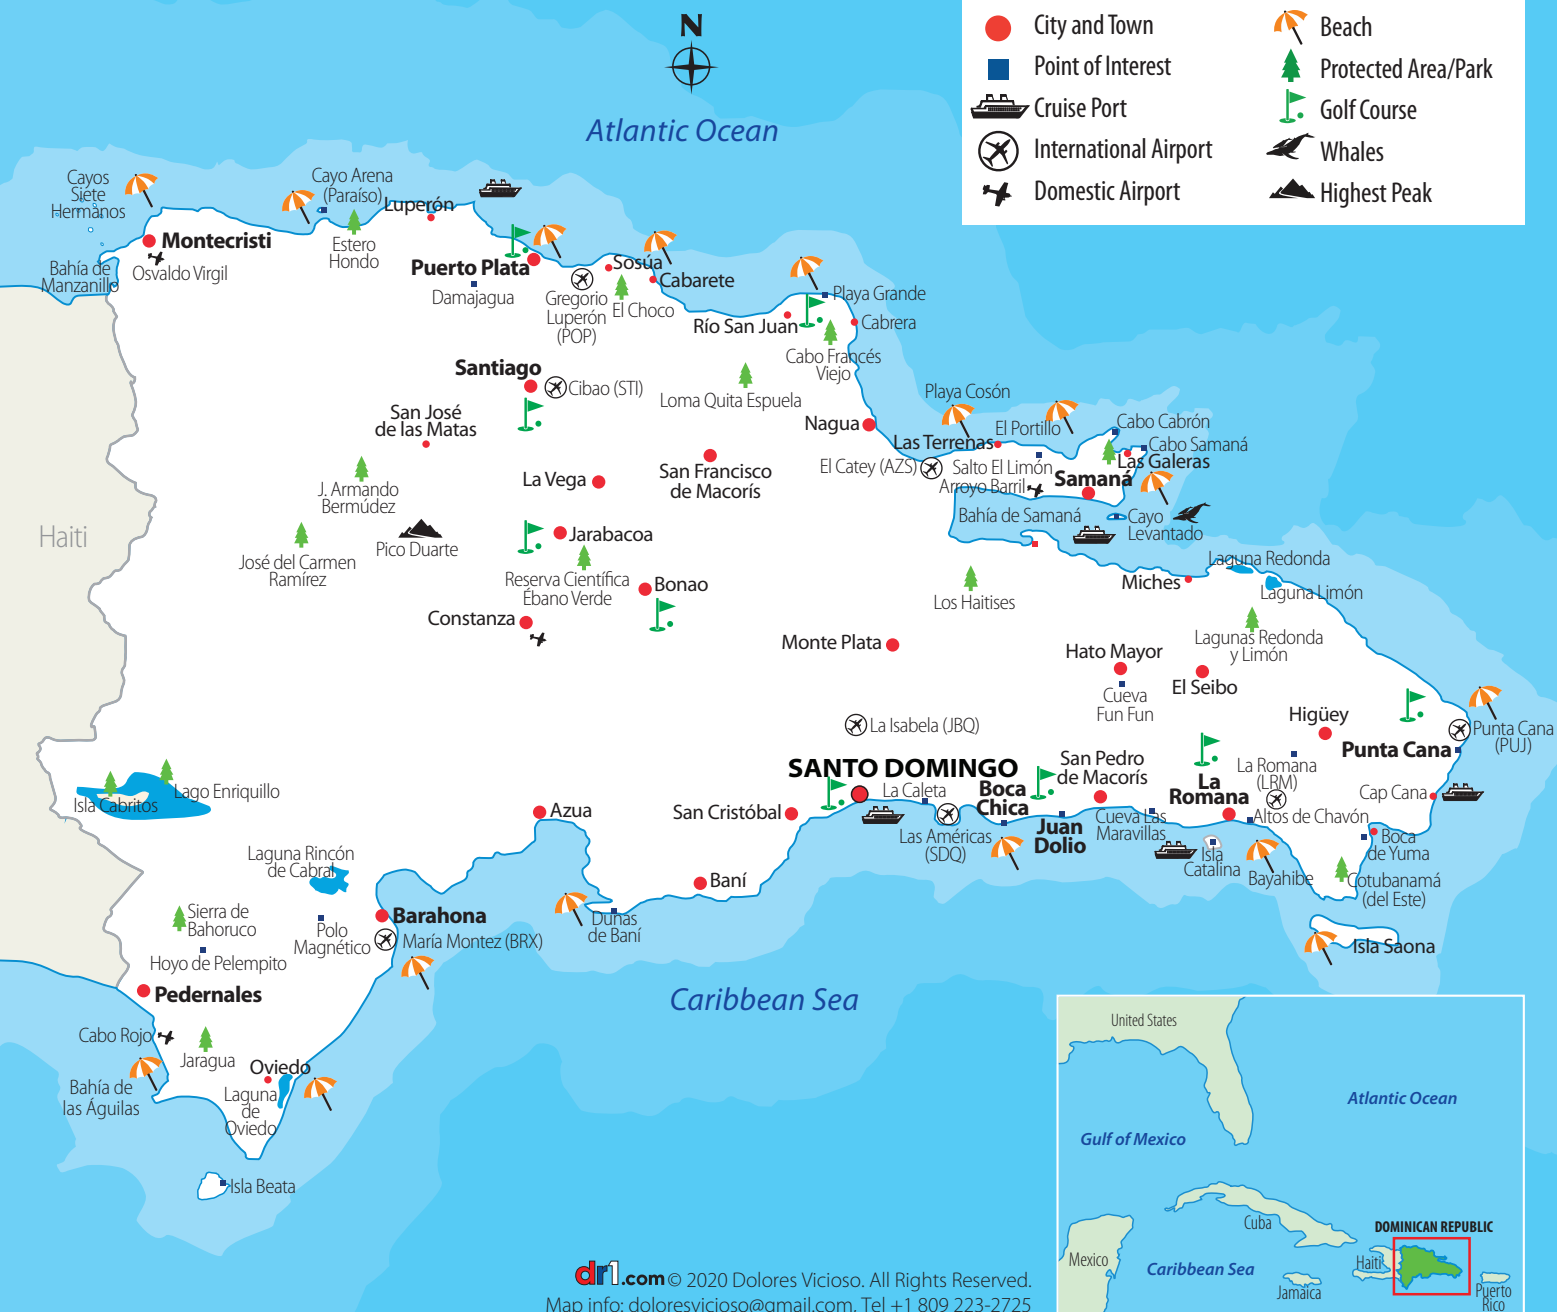 N
Atlantic Ocean
City and Town
Point of Interest
Cruise Port
International Airport
Domestic Airport
Beach
Protected Area/Park
Golf Course
Whales
Highest Peak
Cayos
Siete
Hermanos
Montecristi
Osvaldo Virgil
Bahía de
Manzanillo
Cayo Arena
(Paraíso)
Estero
Hondo
Luperón
Puerto Plata
Damajagua
Gregorio
Luperón
(POP)
Sosúa
El Choco
Cabarete
Playa Grande
Río San Juan
Cabrera
Cabo Francés
Viejo
Santiago
Cibao (STI)
Loma Quita Espuela
San José
de las Matas
Nagua
Playa Cosón
El Portillo
Las Terrenas
El Catey (AZS)
Salto El Limón
Arroyo Barril
Cabo Cabrón
Cabo Samaná
Las Galeras
Samaná
Bahía de Samaná
Cayo
Levantado
J. Armando
Bermúdez
La Vega
San Francisco
de Macorís
Haiti
Pico Duarte
José del Carmen
Ramírez
Jarabacoa
Reserva Científica
Ébano Verde
Bonao
Constanza
Los Haitises
Miches
Laguna Redonda
Laguna Limón
Lagunas Redonda
y Limón
Monte Plata
Hato Mayor
Cueva
Fun Fun
El Seibo
Higüey
La Isabela (JBQ)
Punta Cana
Punta Cana
(PUJ)
La Romana
(LRM)
Cap Cana
SANTO DOMINGO
La Caleta
Las Américas
(SDQ)
Boca
Chica
Juan
Dolio
San Pedro
de Macorís
Cueva Las
Maravillas
La
Romana
Altos de Chavón
Isla
Catalina
Bayahibe
Boca
de Yuma
Cotubanamá
(del Este)
Isla Saona
Isla Cabritos
Lago Enriquillo
Azua
San Cristóbal
Baní
Dunas
de Baní
Laguna Rincón
de Cabral
Barahona
María Montez (BRX)
Polo
Magnético
Sierra de
Bahoruco
Hoyo de Pelempito
Pedernales
Cabo Rojo
Jaragua
Bahía de
las Águilas
Oviedo
Laguna
de
Oviedo
Isla Beata
Caribbean Sea
United States
Atlantic Ocean
Gulf of Mexico
Cuba
DOMINICAN REPUBLIC
Mexico
Haiti
Caribbean Sea
Jamaica
Puerto
Rico
dr1.com © 2020 Dolores Vicioso. All Rights Reserved.
Map info: doloresvicioso@gmail.com. Tel +1 809 223-2725